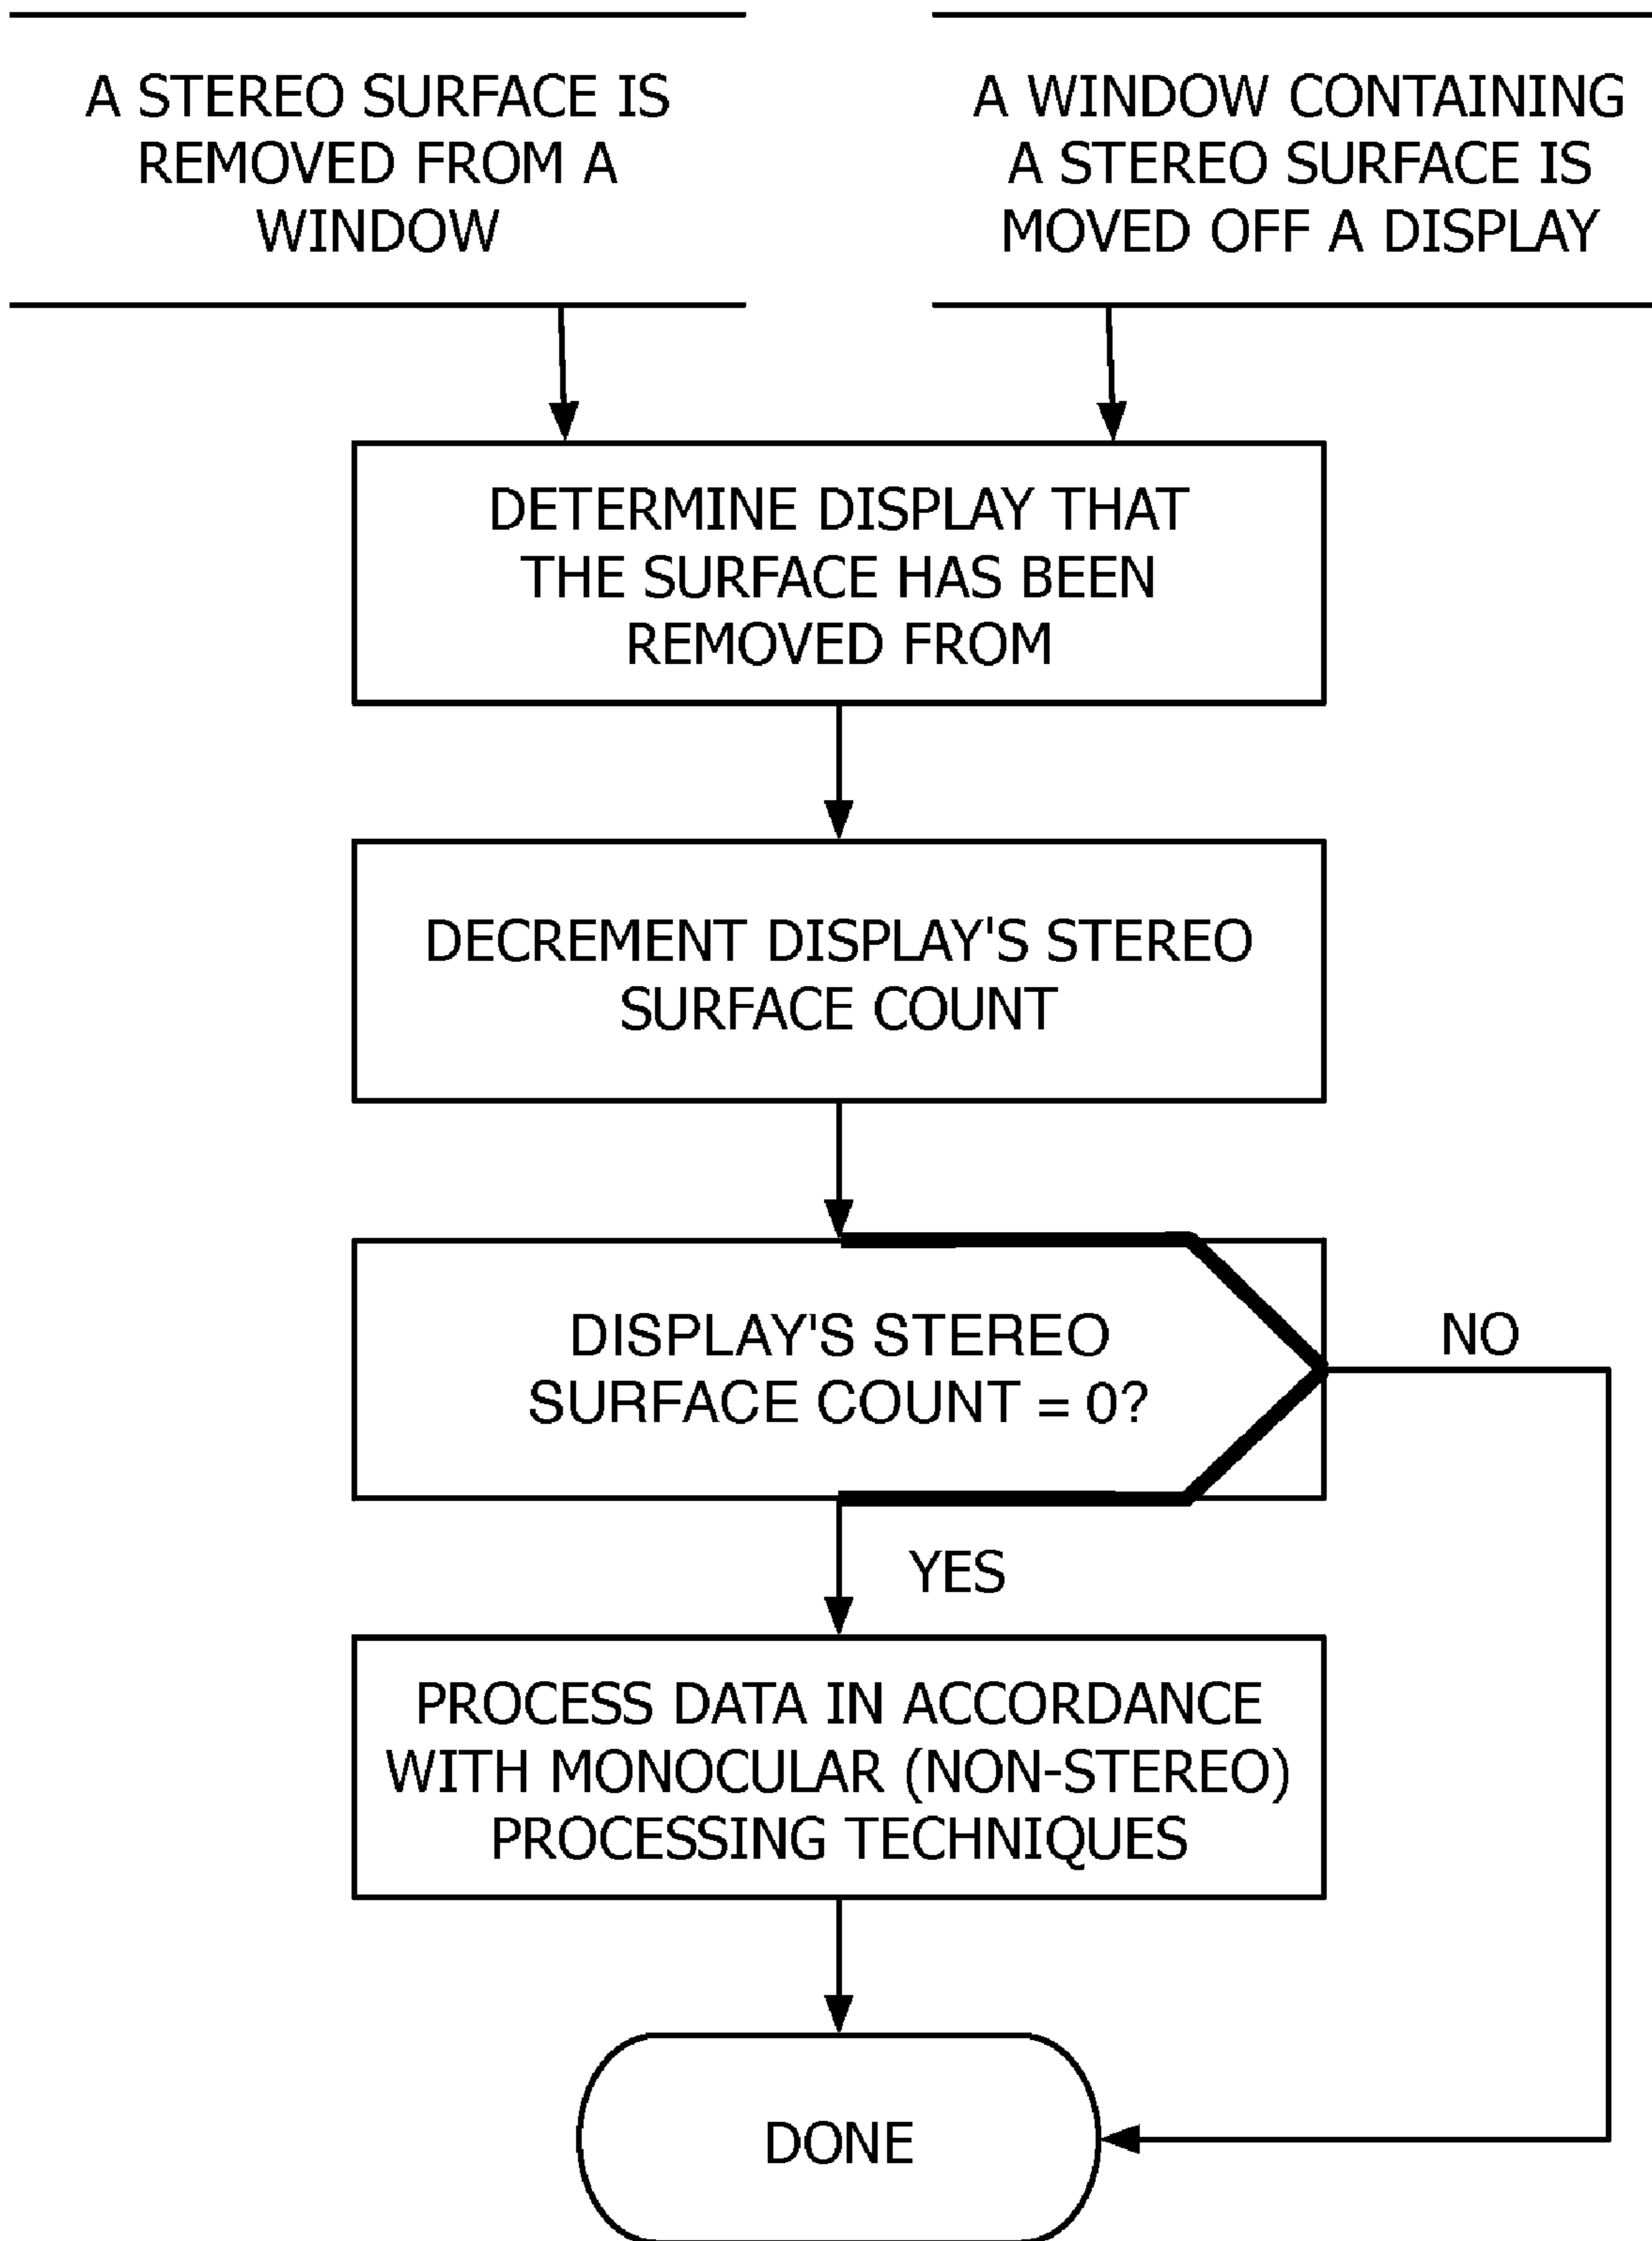 A STEREO SURFACE IS
REMOVED FROM A
WINDOW
A WINDOW CONTAINING
A STEREO SURFACE IS
MOVED OFF A DISPLAY
DETERMINE DISPLAY THAT
THE SURFACE HAS BEEN
REMOVED FROM
DECREMENT DISPLAY'S STEREO
SURFACE COUNT
DISPLAY'S STEREO
SURFACE COUNT = 0?
NO
YES
PROCESS DATA IN ACCORDANCE
WITH MONOCULAR (NON-STEREO)
PROCESSING TECHNIQUES
DONE